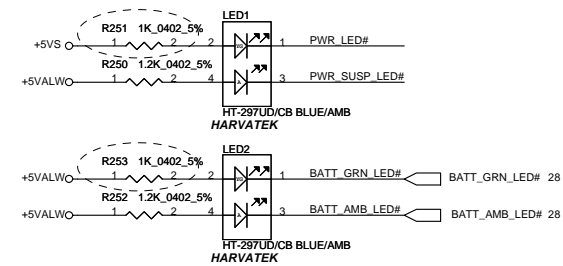 LED1
R251 1K_0402_5%
+5VS 1 2 2 1 PWR_LED#
R250 1.2K_0402_5%
+5VALW 1 2 4 A 3 PWR_SUSP_LED#
HT-297UD/CB BLUE/AMB
HARVATEK
LED2
R253 1K_0402_5%
+5VALW 1 2 2 1 BATT_GRN_LED# BATT_GRN_LED# 28
R252 1.2K_0402_5%
+5VALW 1 2 4 A 3 BATT_AMB_LED# BATT_AMB_LED# 28
HT-297UD/CB BLUE/AMB
HARVATEK